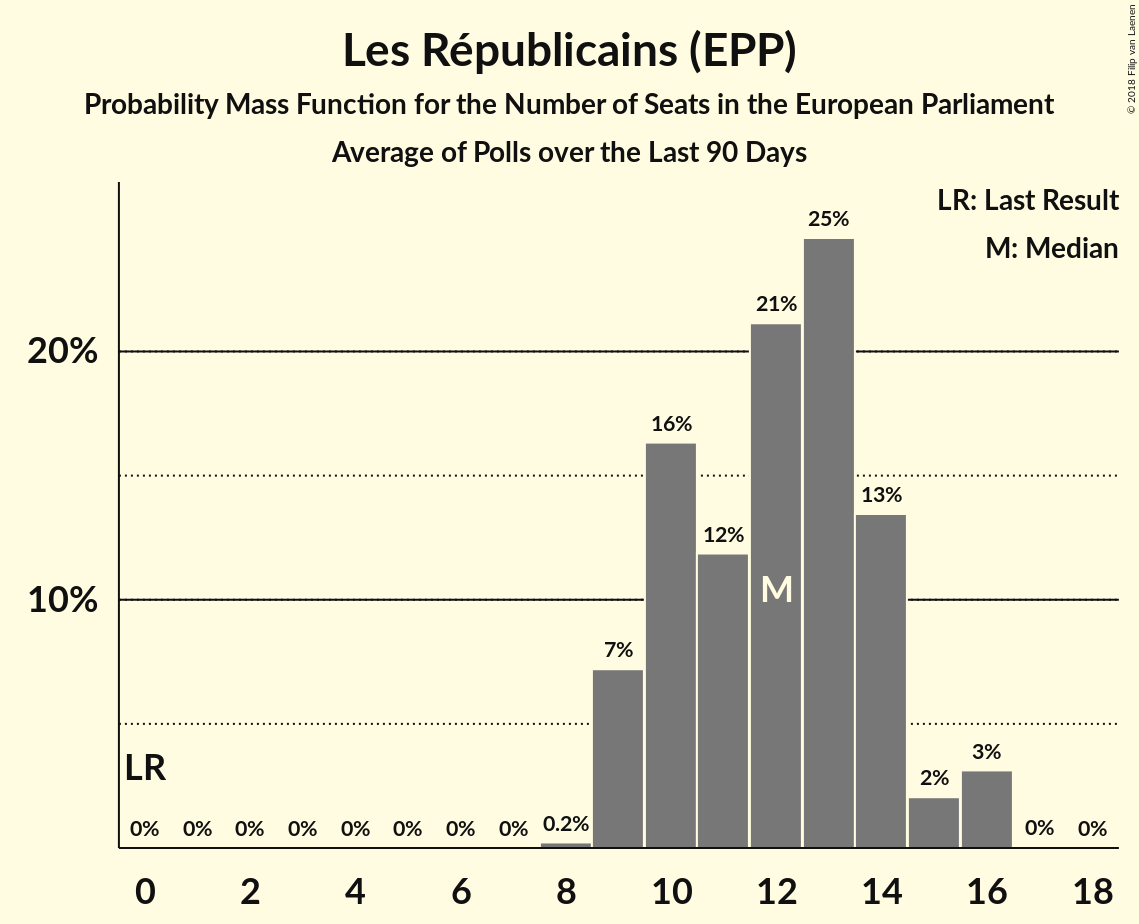 Les Républicains (EPP)
Probability Mass Function for the Number of Seats in the European Parliament
Average of Polls over the Last 90 Days
© 2018 Filip van Laenen
LR: Last Result
M: Median
25%
21%
20%
16%
13%
12%
M
10%
7%
LR
3%
2%
0% 0% 0% 0% 0% 0% 0% 0% 0.2% 0% 0%
0 2 4 6 8 10 12 14 16 18